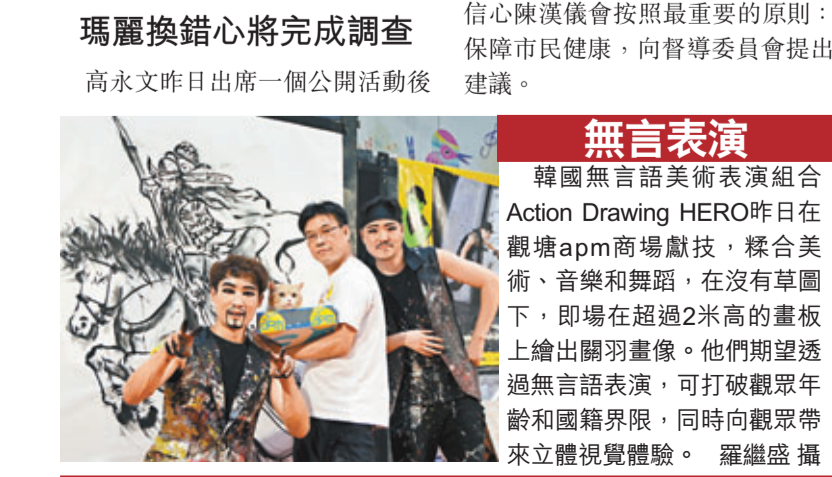 瑪麗換錯心將完成調查
高永文昨日出席一個公開活動後
信心陳漢儀會按照最重要的原則：
保障市民健康，向督導委員會提出
建議。
無言表演
韓國無言語美術表演組合
Action Drawing HERO昨日在
觀塘apm商場獻技，糅合美
術、音樂和舞蹈，在沒有草圖
下，即場在超過2米高的畫板
上繪出關羽畫像。他們期望透
過無言語表演，可打破觀眾年
齡和國籍界限，同時向觀眾帶
來立體視覺體驗。 羅繼盛 攝